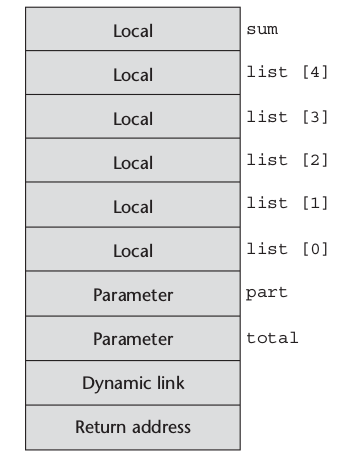 Local sum
Local list [4]
Local list [3]
Local list [2]
Local list [1]
Local list [0]
Parameter part
Parameter total
Dynamic link
Return address